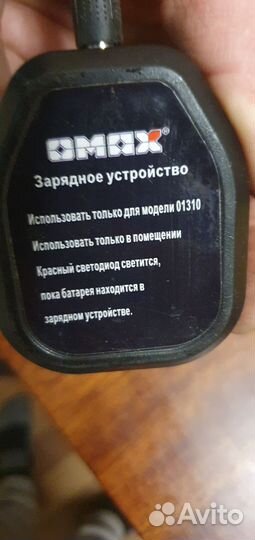 OMAX®
Зарядное устройство
Использовать только для модели 01310
Использовать только в помещении
Красный светодиод светится,
пока батарея находится в
зарядном устройстве.
Avito